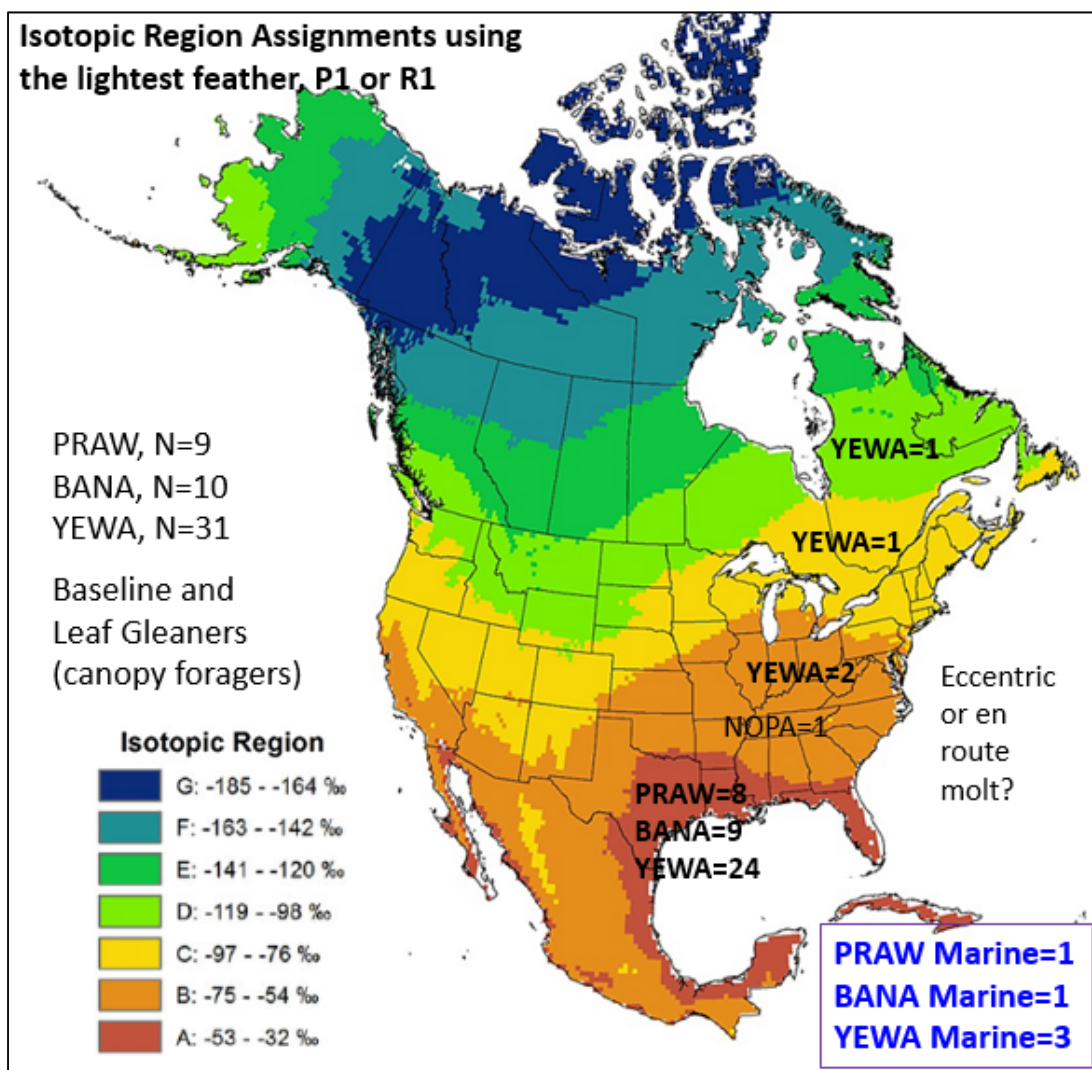 Isotopic Region Assignments using
the lightest feather, P1 or R1
PRAW, N=9
BANA, N=10
YEWA, N=31
Baseline and
Leaf Gleaners
(canopy foragers)
Isotopic Region
G: -185 - -164 ‰
F: -163 - -142 ‰
E: -141 - -120 ‰
D: -119 - -98 ‰
C: -97 - -76 ‰
B: -75 - -54 ‰
A: -53 - -32 ‰
YEWA=1
YEWA=1
YEWA=2
NOPA=1
PRAW=8
BANA=9
YEWA=24
Eccentric
or en
route
molt?
PRAW Marine=1
BANA Marine=1
YEWA Marine=3